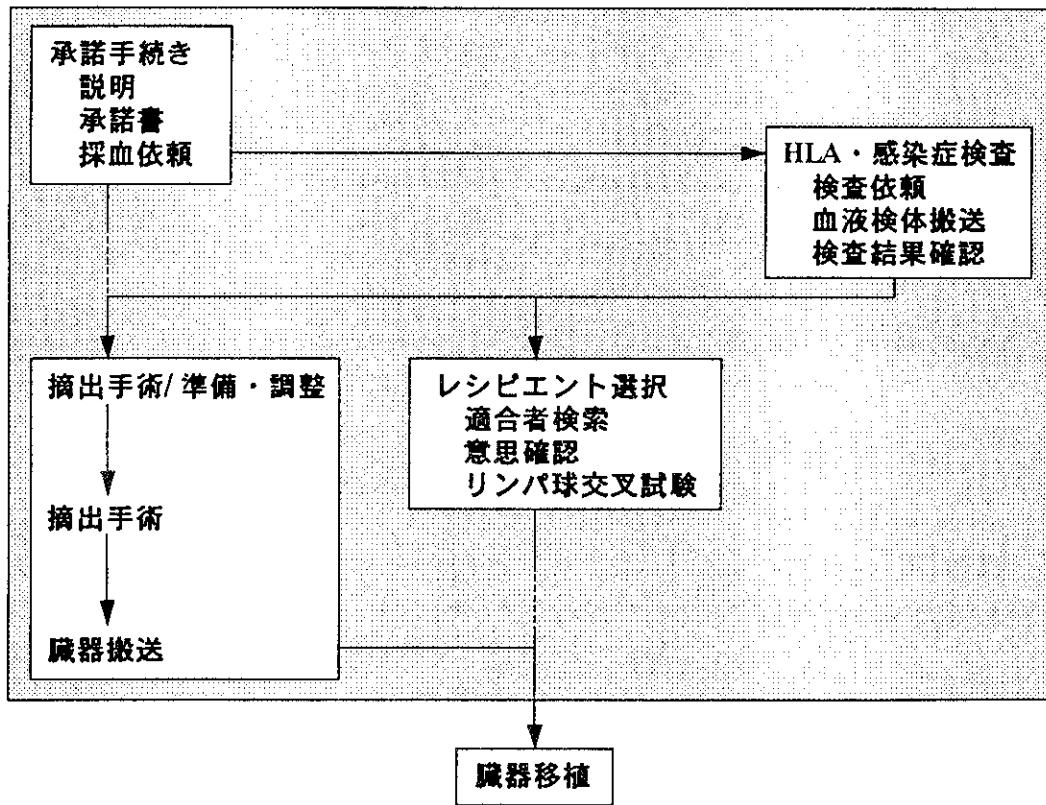 承諾手続き
説明
承諾書
採血依頼
HLA・感染症検査
検査依頼
血液検体搬送
検査結果確認
摘出手術/準備・調整
摘出手術
臓器搬送
レシピエント選択
適合者検索
意思確認
リンパ球交叉試験
臓器移植